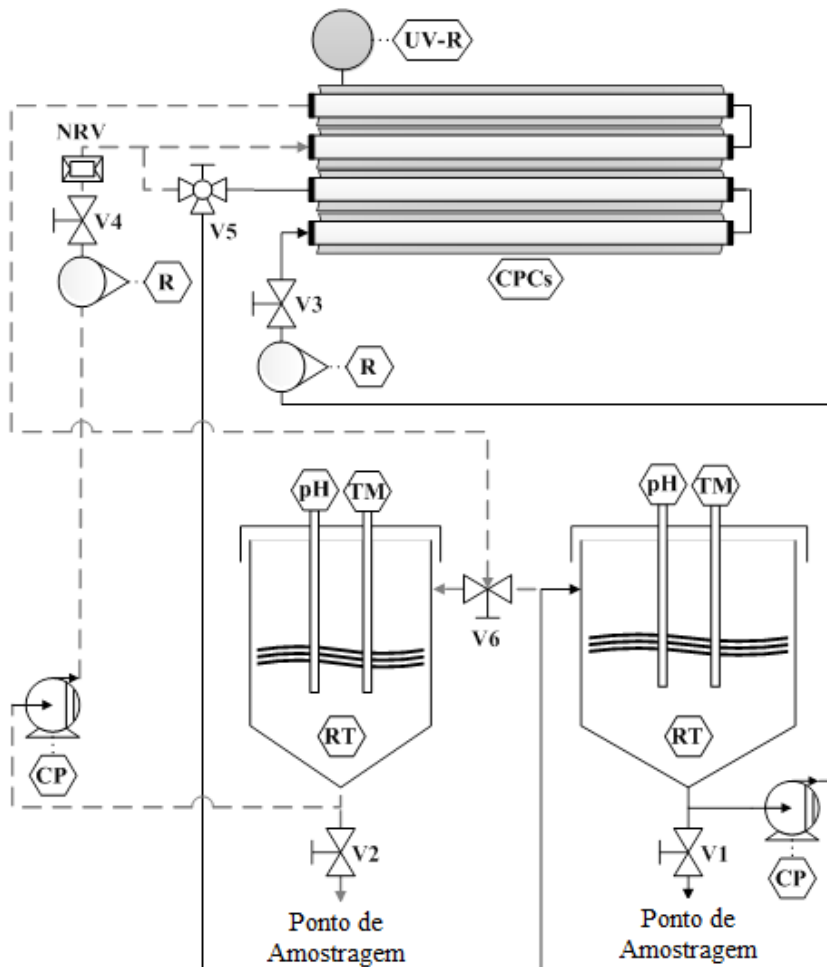 UV-R
NRV
V4
V5
R
V3
CPCs
R
pH
TM
pH
TM
V6
RT
RT
CP
V2
V1
CP
Ponto de
Amostragem
Ponto de
Amostragem